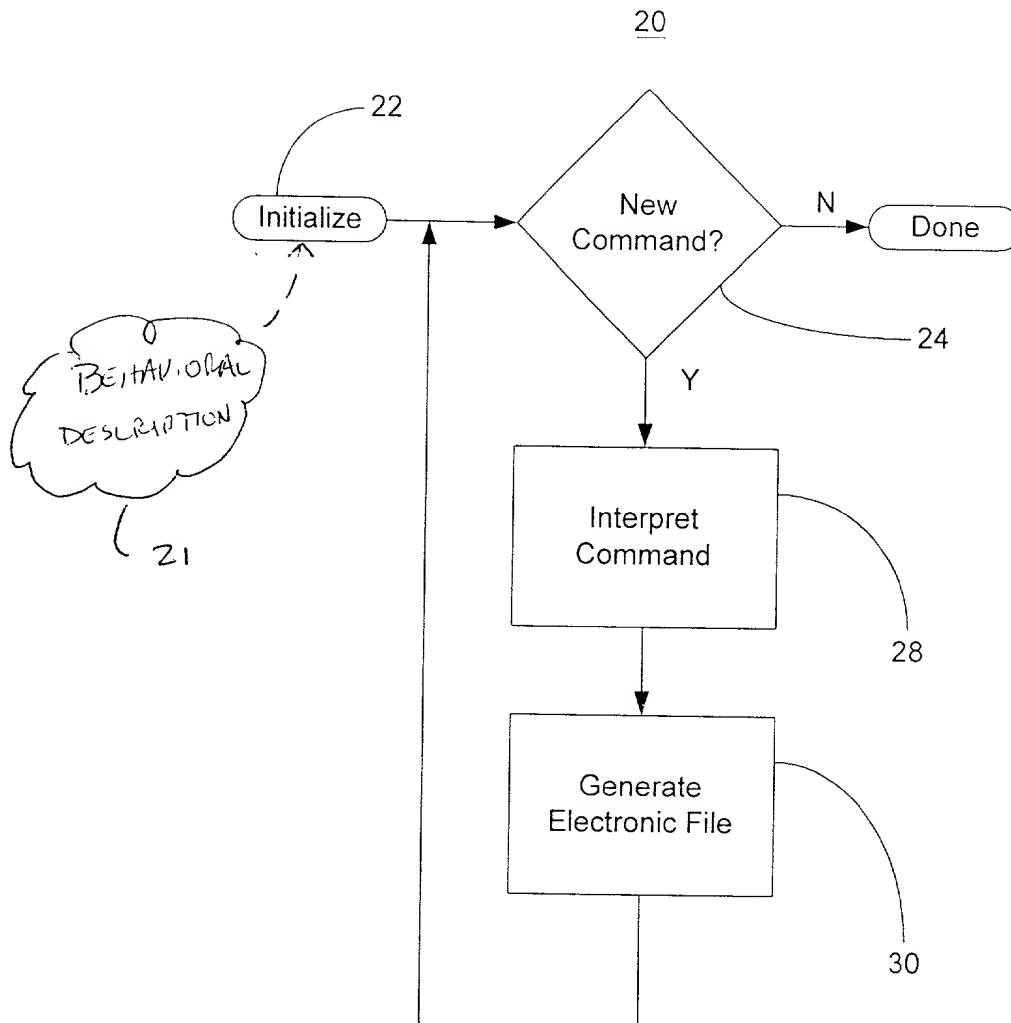 20
22
Initialize
New
Command?
N
Done
24
BEHAVIORAL
DESCRIPTION
21
Y
Interpret
Command
28
Generate
Electronic File
30